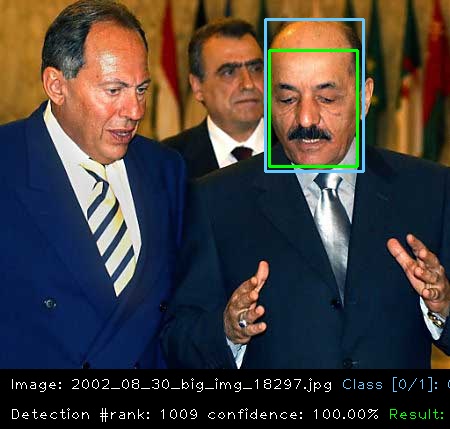 Image: 2002_08_30_big_img_18297.jpg Class [0/1]:
Detection #rank: 1009 confidence: 100.00% Result: